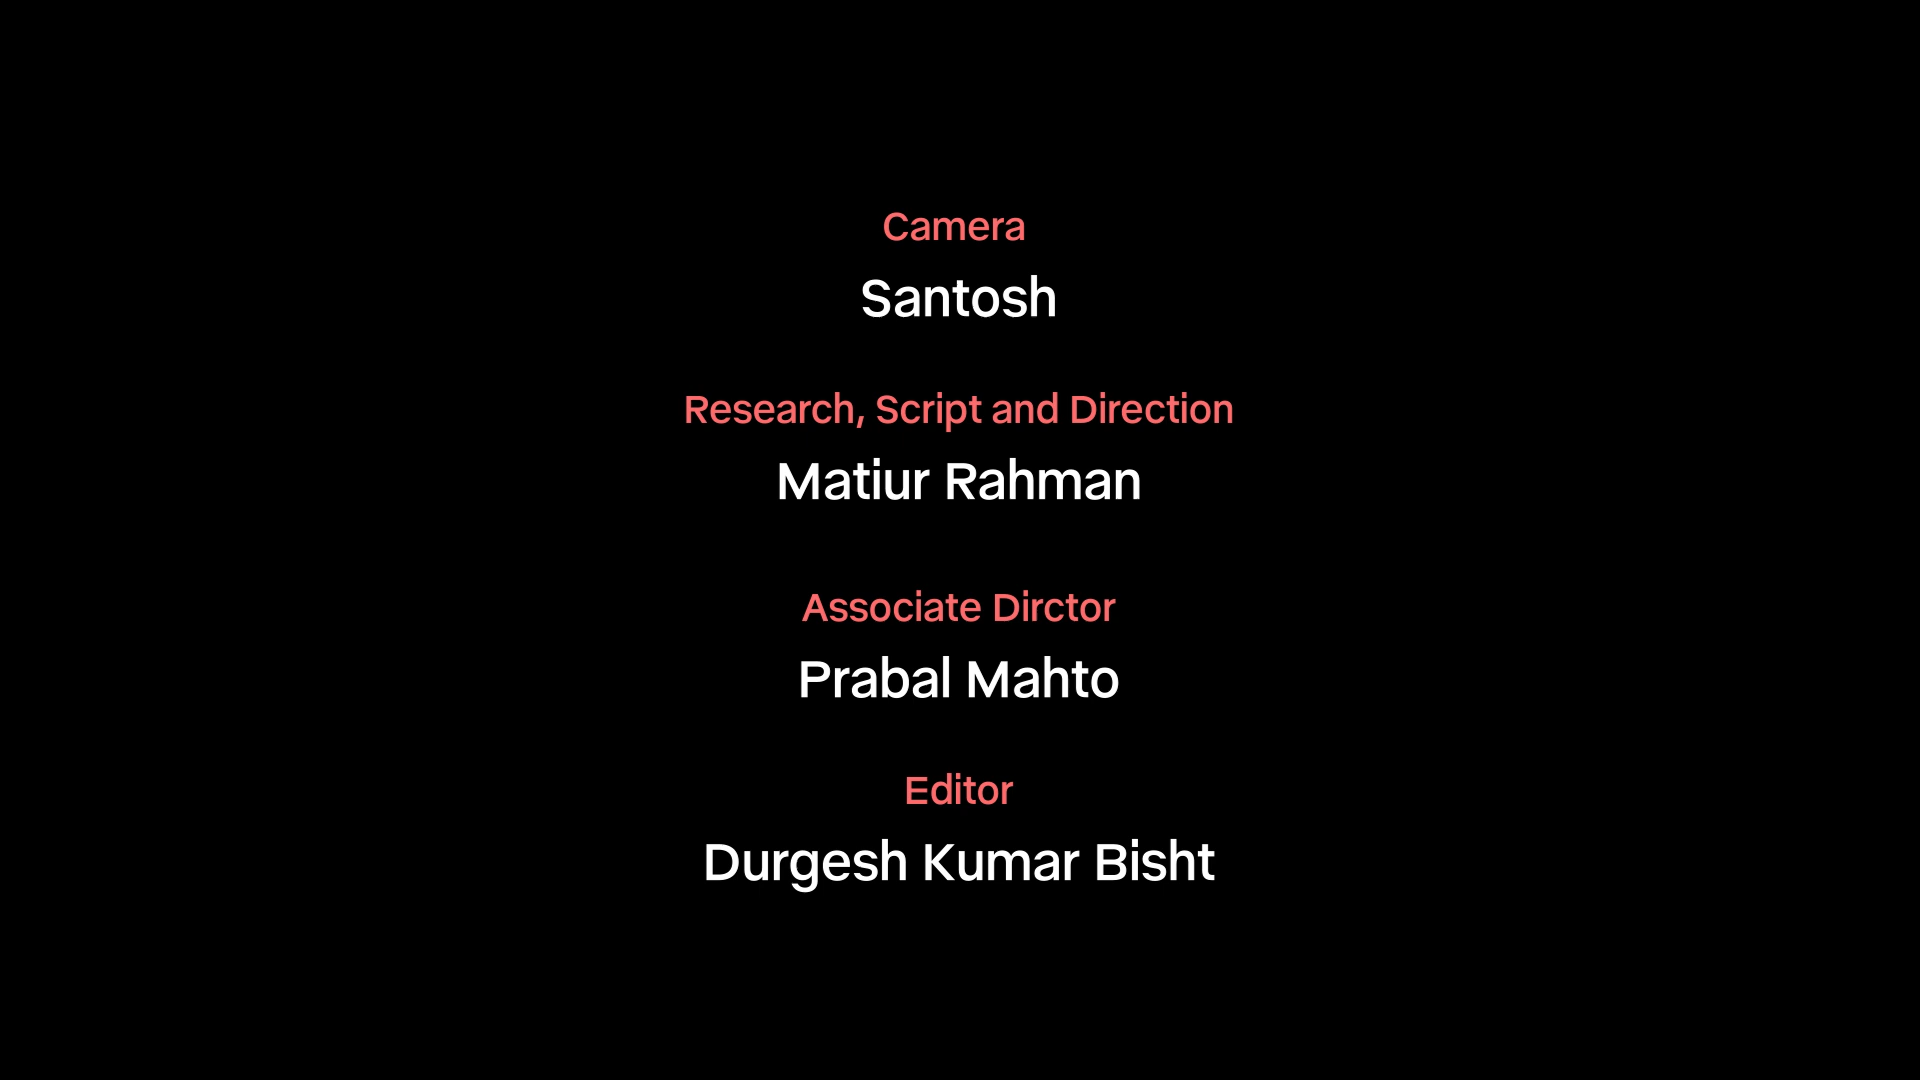 Camera
Santosh
Research, Script and Direction
Matiur Rahman
Associate Dirctor
Prabal Mahto
Editor
Durgesh Kumar Bisht